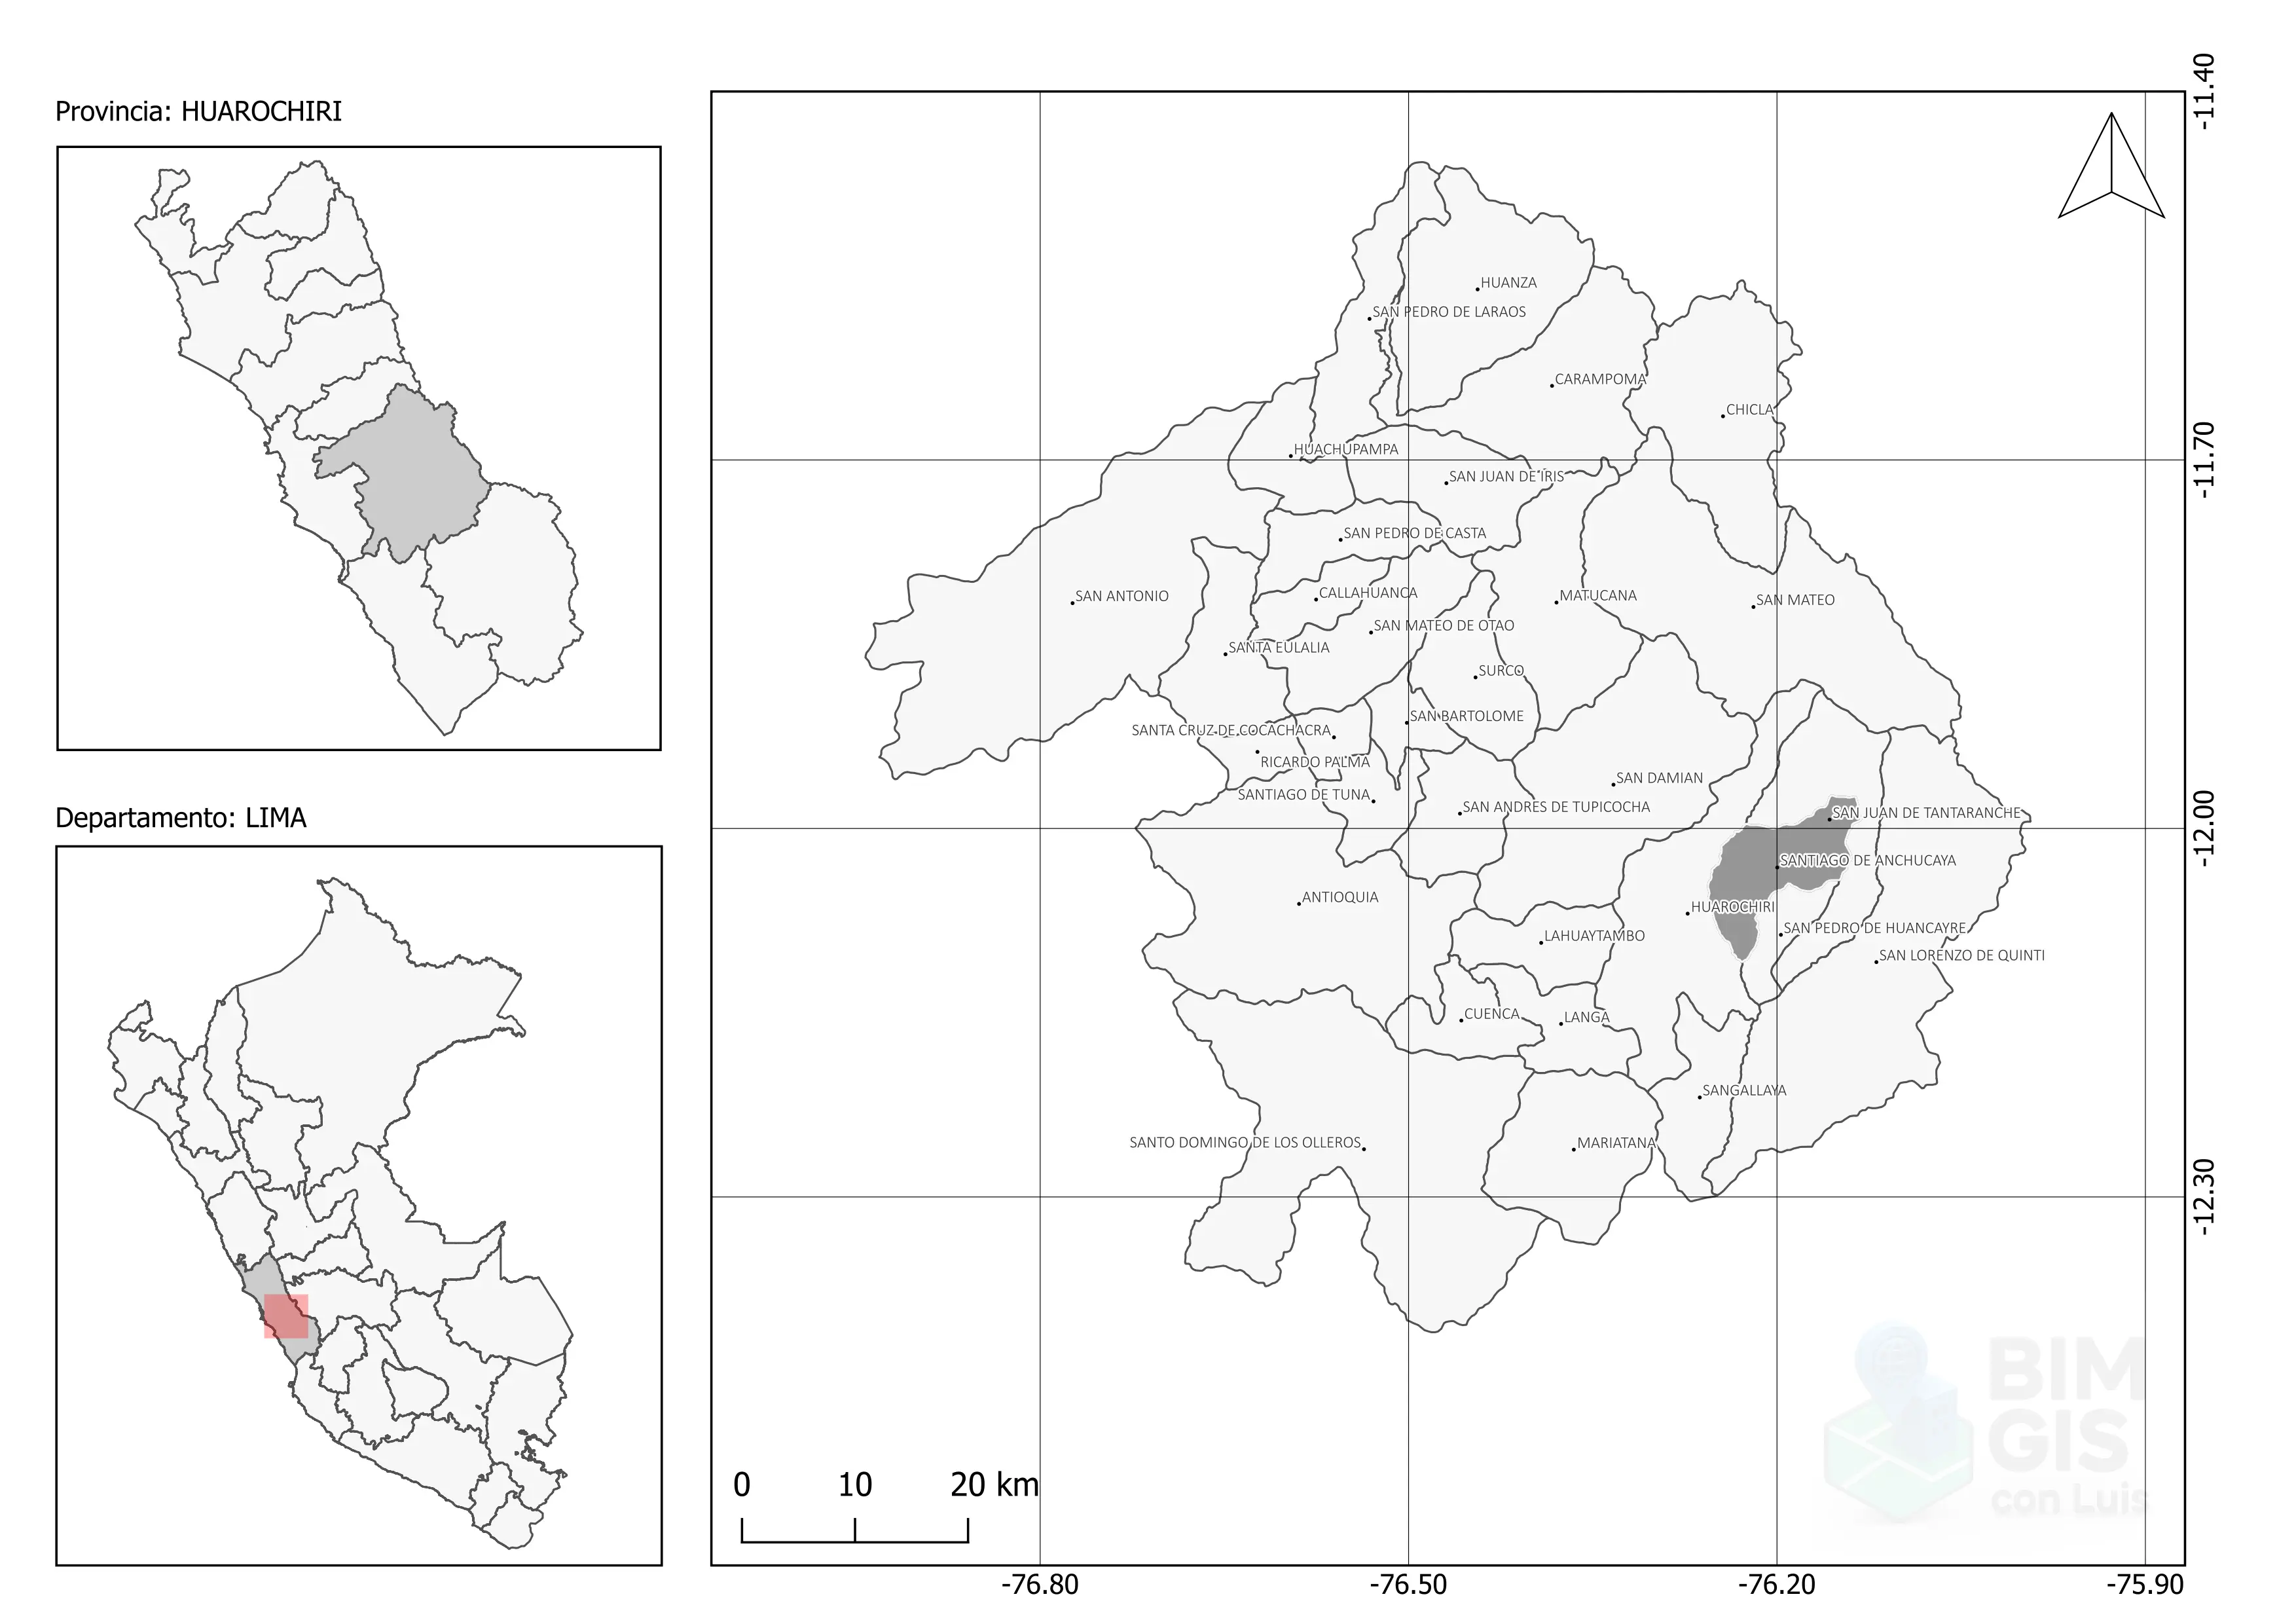 Provincia: HUAROCHIRI
Departamento: LIMA
HUANZA
SAN PEDRO DE LARAOS
CARAMPOMA
CHICLA
HUACHUPAMPA
SAN JUAN DE IRIS
SAN PEDRO DE CASTA
SAN ANTONIO
CALLAHUANCA
MATUCANA
SAN MATEO
SAN MATEO DE OTAO
SANTA EULALIA
SURCO
SAN BARTOLOME
SANTA CRUZ DE COCACHACRA
RICARDO PALMA
SAN DAMIAN
SANTIAGO DE TUNA
SAN ANDRES DE TUPICOCHA
SAN JUAN DE TANTARANCHE
SANTIAGO DE ANCHUCAYA
ANTIOQUIA
HUAROCHIRI
LAHUAYTAMBO
SAN PEDRO DE HUANCAYRE
SAN LORENZO DE QUINTI
CUENCA
LANGA
SANGALLAYA
SANTO DOMINGO DE LOS OLLEROS
MARIATANA
-11.40
-11.70
-12.00
-12.30
0 10 20 km
-76.80 -76.50 -76.20 -75.90
BIM
GIS
con Luis